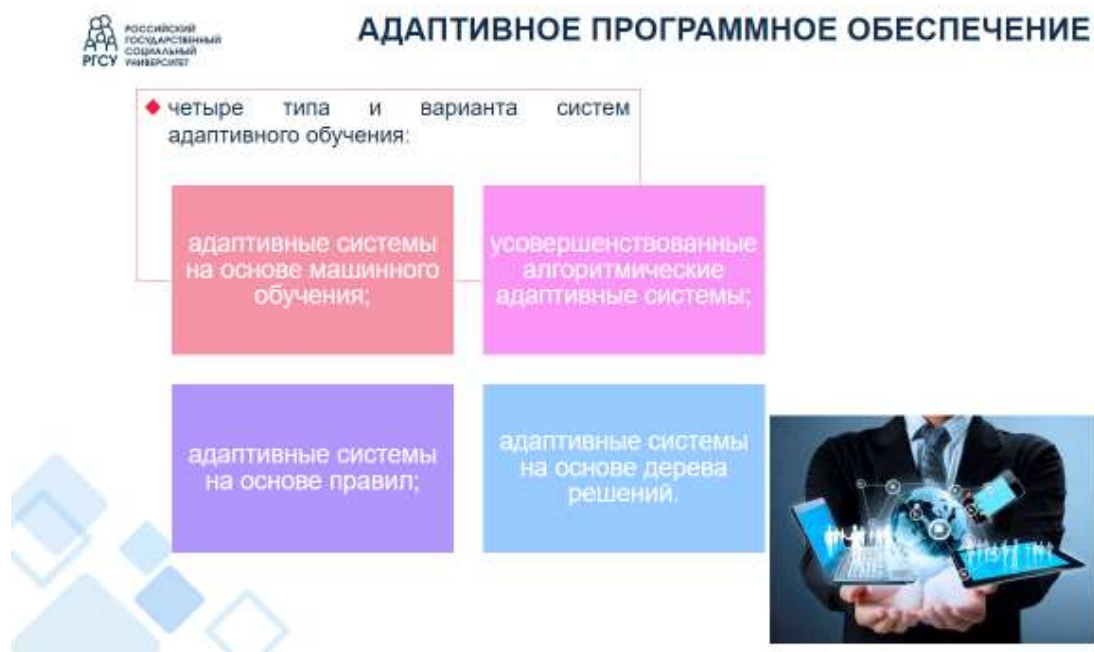 РОССИЙСКИЙ
ГОСУДАРСТВЕННЫЙ
СОЦИАЛЬНЫЙ
УНИВЕРСИТЕТ
РГСУ
АДАПТИВНОЕ ПРОГРАММНОЕ ОБЕСПЕЧЕНИЕ
четыре типа и варианта систем
адаптивного обучения:
адаптивные системы
на основе машинного
обучения;
усовершенствованные
алгоритмические
адаптивные системы;
адаптивные системы
на основе правил;
адаптивные системы
на основе дерева
решений.